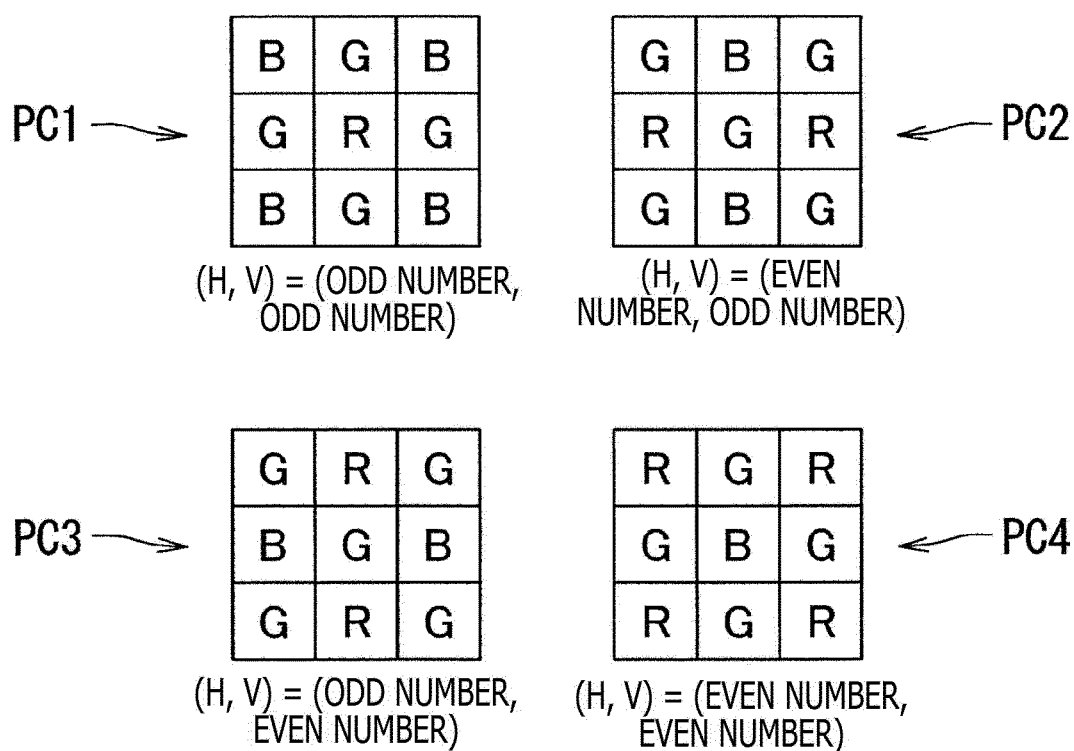 B G B G B G
PC1 G R G R G R PC2
B G B G B G
(H, V) = (ODD NUMBER,
ODD NUMBER)
(H, V) = (EVEN
NUMBER, ODD NUMBER)
G R G R G R
PC3 B G B G B G PC4
G R G R G R
(H, V) = (ODD NUMBER,
EVEN NUMBER)
(H, V) = (EVEN NUMBER,
EVEN NUMBER)